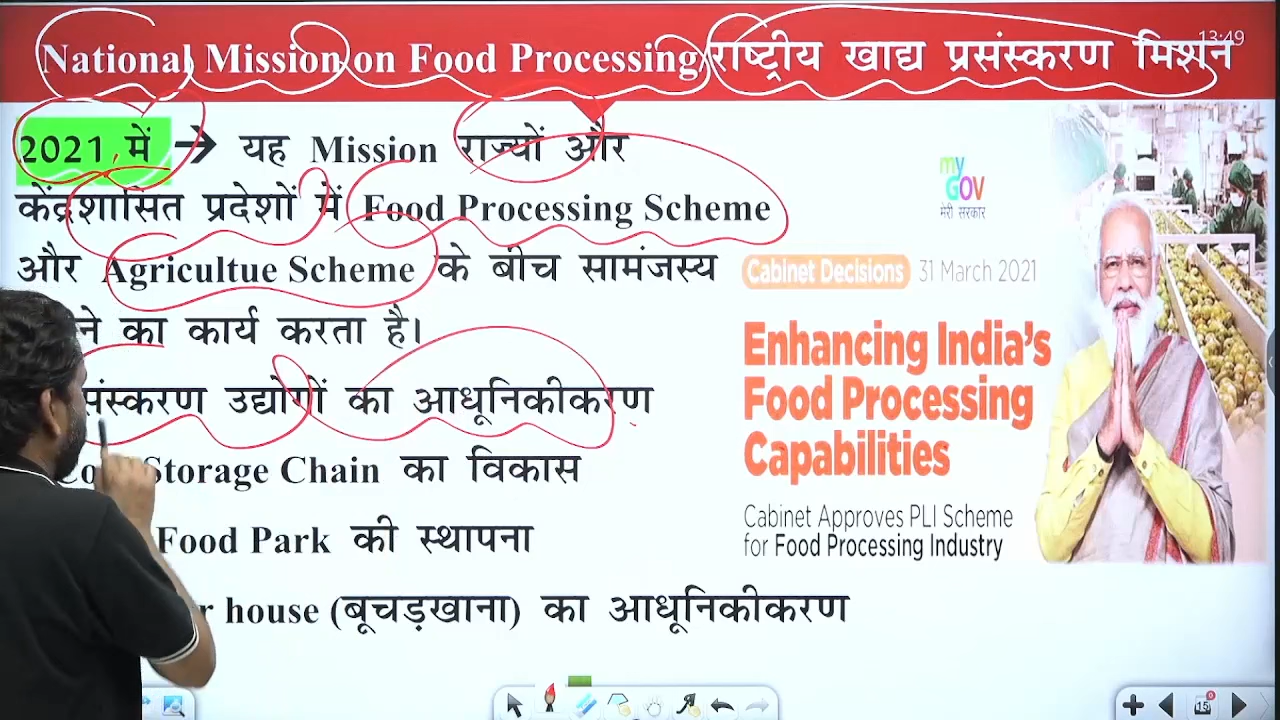 National Mission on Food Processing/राष्ट्रीय खाद्य प्रसंस्करण मिशन
13:49
2021 में → यह Mission राज्यों और
केंद्रशासित प्रदेशों में Food Processing Scheme
और Agricultue Scheme के बीच सामंजस्य
ने का कार्य करता है।
संस्करण उद्योगों का आधूनिकीकरण
Storage Chain का विकास
Food Park की स्थापना
house (बूचड़खाना) का आधूनिकीकरण
my
GOV
मेरी सरकार
Cabinet Decisions 31 March 2021
Enhancing India's
Food Processing
Capabilities
Cabinet Approves PLI Scheme
for Food Processing Industry
15